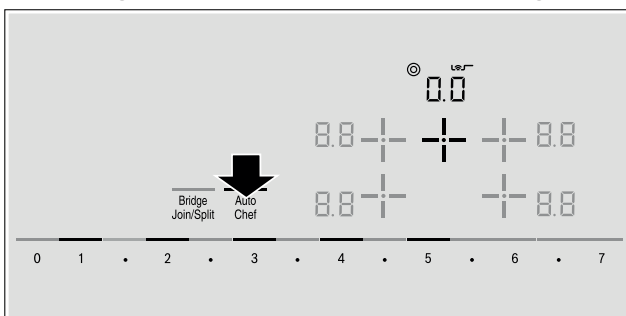 0.0
8.8 8.8
Bridge Auto
Join/Split Chef
8.8 8.8
0 1 • 2 • 3 • 4 • 5 • 6 • 7